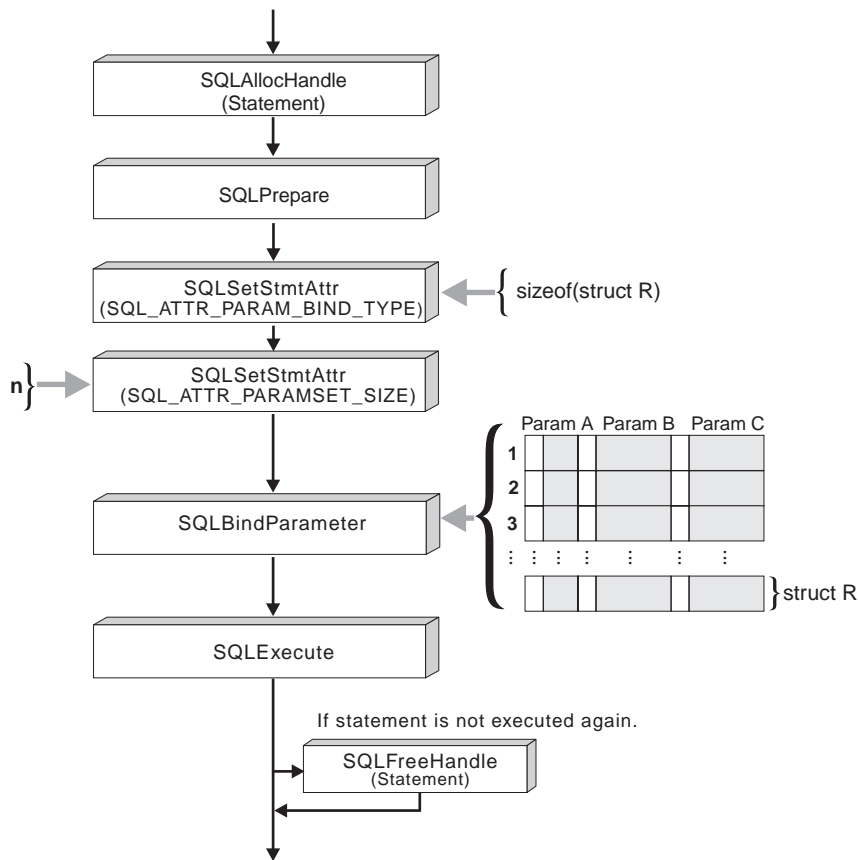 SQLAllocHandle
(Statement)
SQLPrepare
SQLSetStmtAttr
(SQL_ATTR_PARAM_BIND_TYPE)
sizeof(struct R)
n
SQLSetStmtAttr
(SQL_ATTR_PARAMSET_SIZE)
Param A Param B Param C
1
2
3
SQLBindParameter
struct R
SQLExecute
If statement is not executed again.
SQLFreeHandle
(Statement)